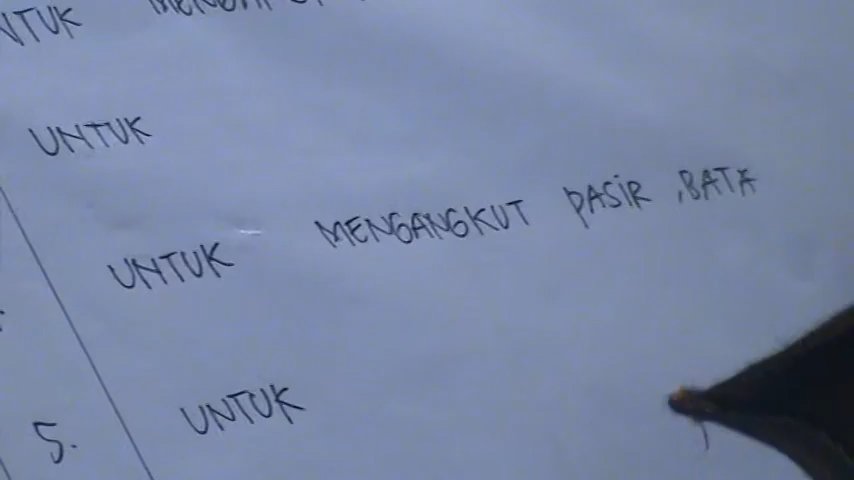 UNTUK
UNTUK
UNTUK MENGANGKUT PASIR ,BATA
5. UNTUK